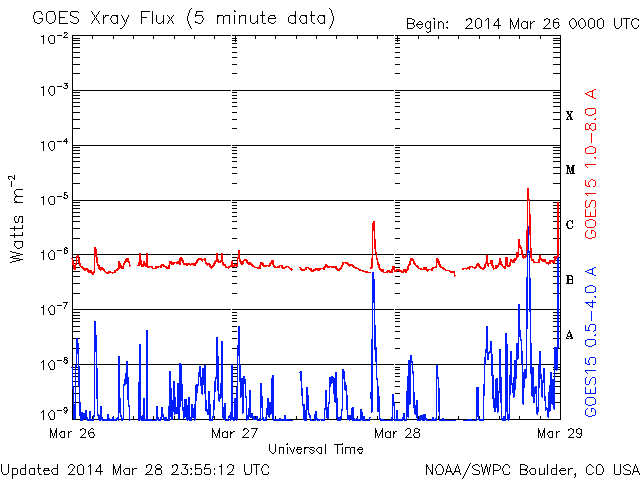 GOES Xray Flux (5 minute data)
Begin: 2014 Mar 26 0000 UTC
10⁻²
10⁻³
10⁻⁴
10⁻⁵
10⁻⁶
10⁻⁷
10⁻⁸
10⁻⁹
Watts m⁻²
X
M
C
B
A
GOES15 1.0−8.0 A
GOES15 0.5−4.0 A
Mar 26 Mar 27 Mar 28 Mar 29
Universal Time
Updated 2014 Mar 28 23:55:12 UTC
NOAA/SWPC Boulder, CO USA